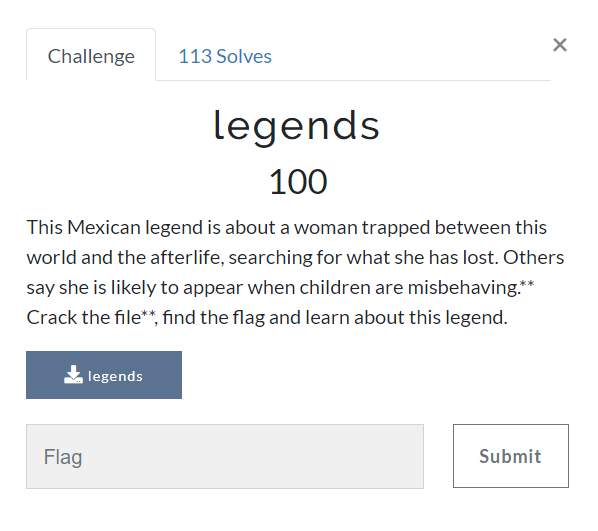 Challenge
113 Solves
×
legends
100
This Mexican legend is about a woman trapped between this
world and the afterlife, searching for what she has lost. Others
say she is likely to appear when children are misbehaving.**
Crack the file**, find the flag and learn about this legend.
legends
Flag
Submit